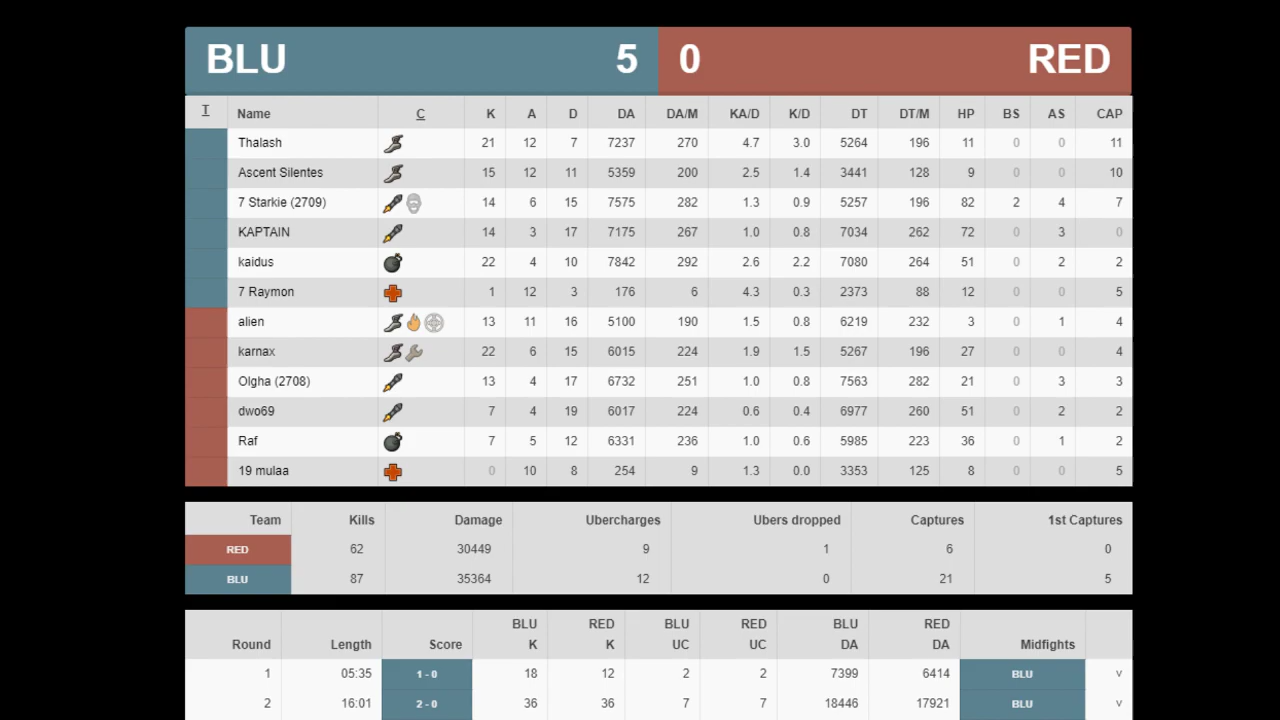 BLU 5 0 RED
T Name C K A D DA DA/M KA/D K/D DT DT/M HP BS AS CAP
Thalash 21 12 7 7237 270 4.7 3.0 5264 196 11 0 0 11
Ascent Silentes 15 12 11 5359 200 2.5 1.4 3441 128 9 0 0 10
7 Starkie (2709) 14 6 15 7575 282 1.3 0.9 5257 196 82 2 4 7
KAPTAIN 14 3 17 7175 267 1.0 0.8 7034 262 72 0 3 0
kaidus 22 4 10 7842 292 2.6 2.2 7080 264 51 0 2 2
7 Raymon 1 12 3 176 6 4.3 0.3 2373 88 12 0 0 5
alien 13 11 16 5100 190 1.5 0.8 6219 232 3 0 1 4
karnax 22 6 15 6015 224 1.9 1.5 5267 196 27 0 0 4
Olgha (2708) 13 4 17 6732 251 1.0 0.8 7563 282 21 0 3 3
dwo69 7 4 19 6017 224 0.6 0.4 6977 260 51 0 2 2
Raf 7 5 12 6331 236 1.0 0.6 5985 223 36 0 1 2
19 mulaa 0 10 8 254 9 1.3 0.0 3353 125 8 0 0 5
Team Kills Damage Ubercharges Ubers dropped Captures 1st Captures
RED 62 30449 9 1 6 0
BLU 87 35364 12 0 21 5
BLU RED BLU RED BLU RED
Round Length Score K K UC UC DA DA Midfights
1 05:35 1 - 0 18 12 2 2 7399 6414 BLU v
2 16:01 2 - 0 36 36 7 7 18446 17921 BLU v